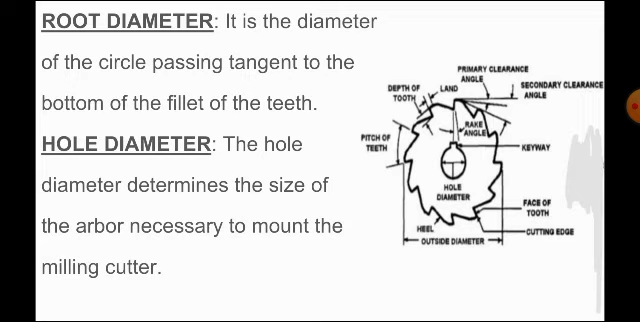 ROOT DIAMETER: It is the diameter
of the circle passing tangent to the
bottom of the fillet of the teeth.
HOLE DIAMETER: The hole
diameter determines the size of
the arbor necessary to mount the
milling cutter.
PRIMARY CLEARANCE
ANGLE
SECONDARY CLEARANCE
ANGLE
DEPTH OF
TOOTH
LAND
RAKE
ANGLE
PITCH OF
TEETH
KEYWAY
HOLE
DIAMETER
FACE OF
TOOTH
HEEL
CUTTING EDGE
OUTSIDE DIAMETER